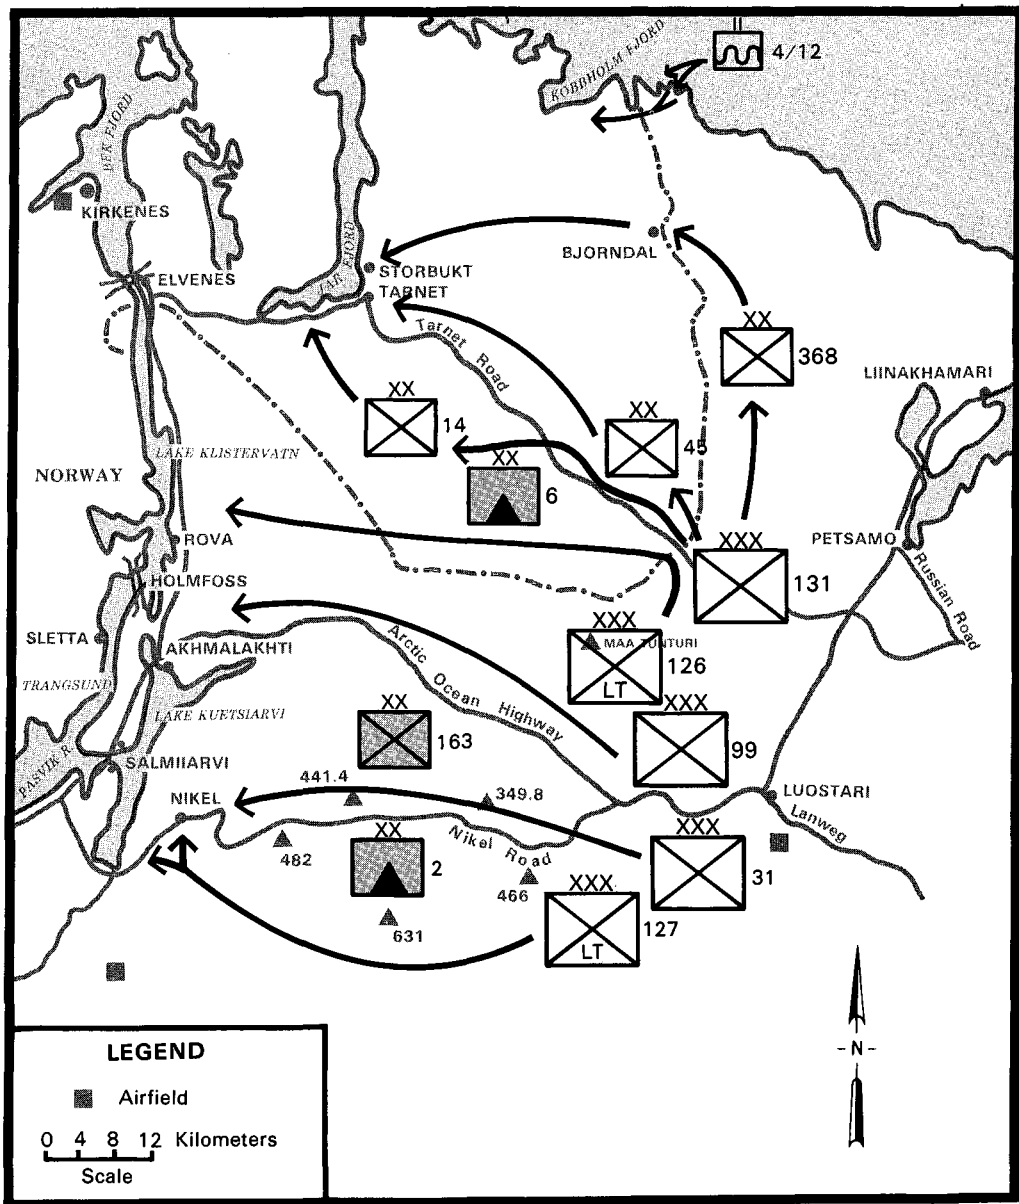 4/12
KOBBHOLM FJORD
BEK FJORD
KIRKENES
JAR FJORD
BJORNDAL
ELVENES
STORBUKT
TARNET
Tarnet Road
XX
368
LIINAKHAMARI
XX
14
XX
45
LAKE KLISTERVATN
NORWAY
XX
6
ROVA
PETSAMO
XXX
131
Russian Road
HOLMFOSS
SLETTA
AKHMALAKHTI
Arctic Ocean Highway
XXX
MAA TUNTURI
126
LT
TRANGSUND
LAKE KUETSIARVI
XX
163
XXX
99
PASVIK R.
SALMIIARVI
441.4
349.8
NIKEL
LUOSTARI
Lanweg
482
XX
2
Nikel Road
466
XXX
31
631
XXX
127
LT
-N-
LEGEND
Airfield
0 4 8 12 Kilometers
Scale